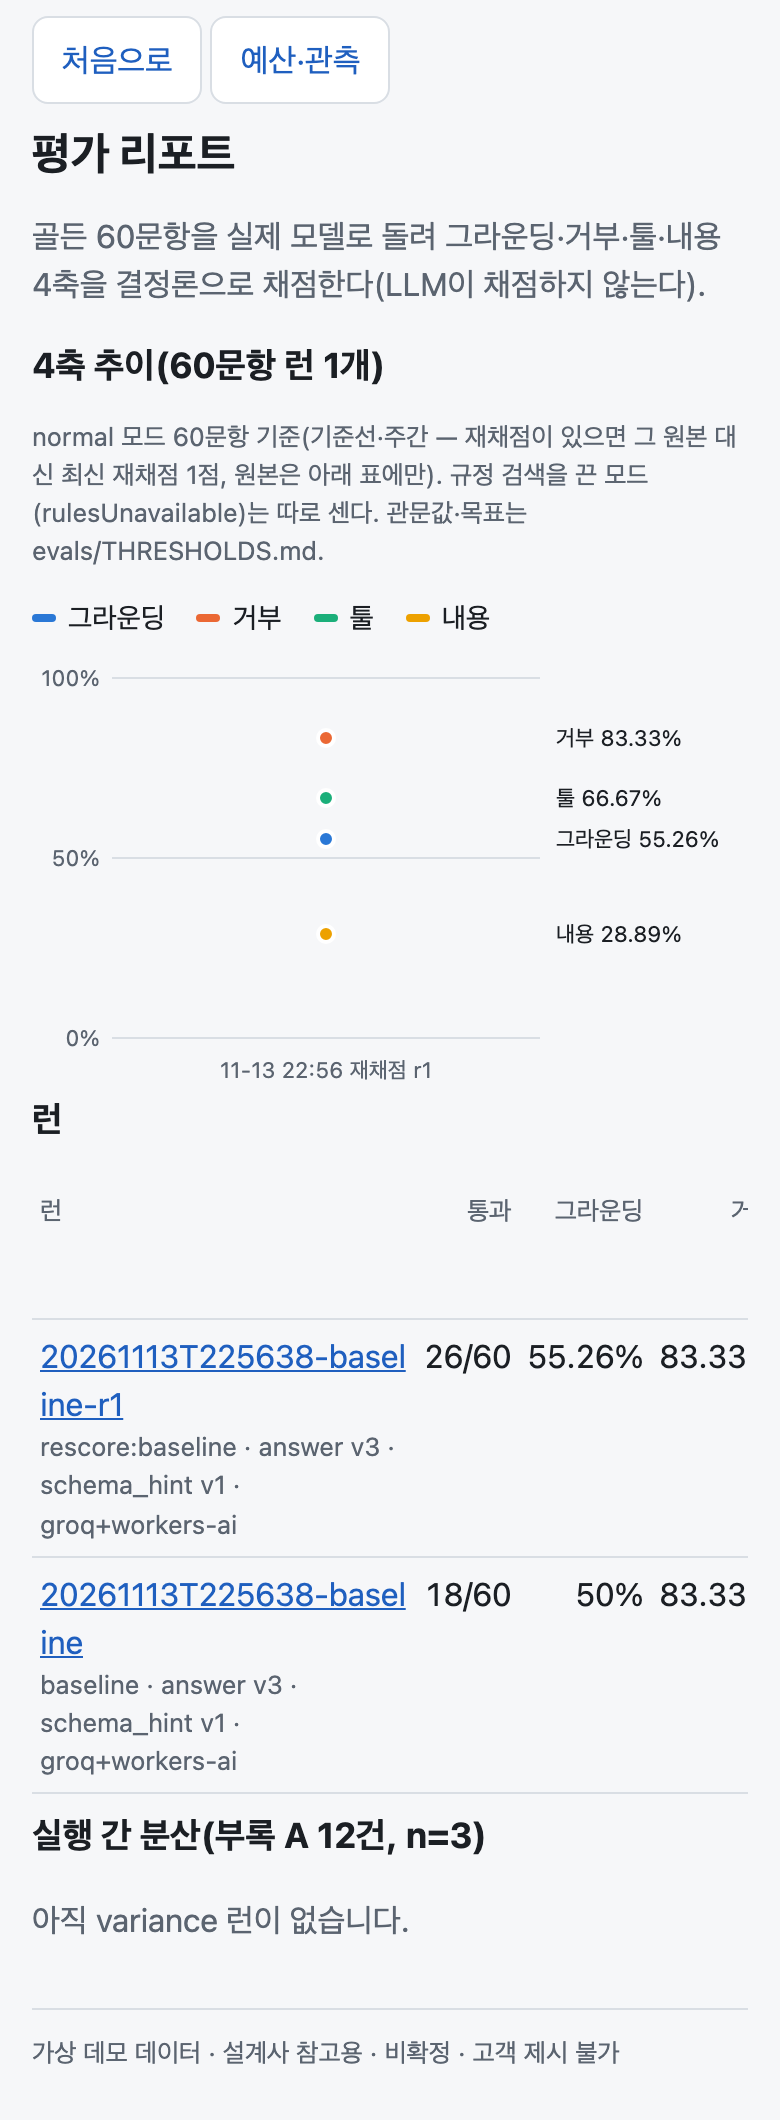 처음으로 예산·관측
평가 리포트
골든 60문항을 실제 모델로 돌려 그라운딩·거부·툴·내용
4축을 결정론으로 채점한다(LLM이 채점하지 않는다).
4축 추이(60문항 런 1개)
normal 모드 60문항 기준(기준선·주간 — 재채점이 있으면 그 원본 대
신 최신 재채점 1점, 원본은 아래 표에만). 규정 검색을 끈 모드
(rulesUnavailable)는 따로 센다. 관문값·목표는
evals/THRESHOLDS.md.
그라운딩 거부 툴 내용
100%
거부 83.33%
툴 66.67%
그라운딩 55.26%
50%
내용 28.89%
0%
11-13 22:56 재채점 r1
런
런 통과 그라운딩
20261113T225638-basel 26/60 55.26% 83.33
ine-r1
rescore:baseline · answer v3 ·
schema_hint v1 ·
groq+workers-ai
20261113T225638-basel 18/60 50% 83.33
ine
baseline · answer v3 ·
schema_hint v1 ·
groq+workers-ai
실행 간 분산(부록 A 12건, n=3)
아직 variance 런이 없습니다.
가상 데모 데이터 · 설계사 참고용 · 비확정 · 고객 제시 불가